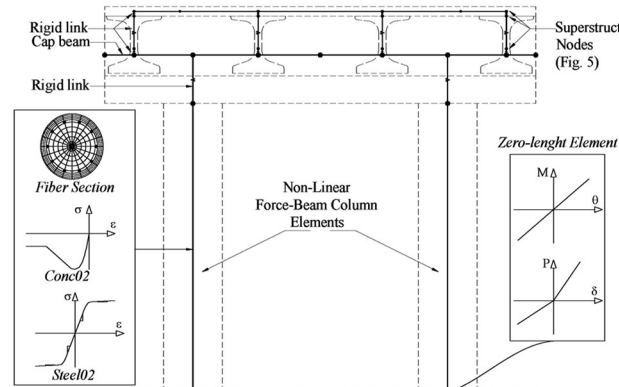 Rigid link
Cap beam
Rigid link
Superstruct
Nodes
(Fig. 5)
Fiber Section
σ
ε
Conc02
σ
ε
Steel02
Non-Linear
Force-Beam Column
Elements
Zero-lenght Element
M
θ
P
δ